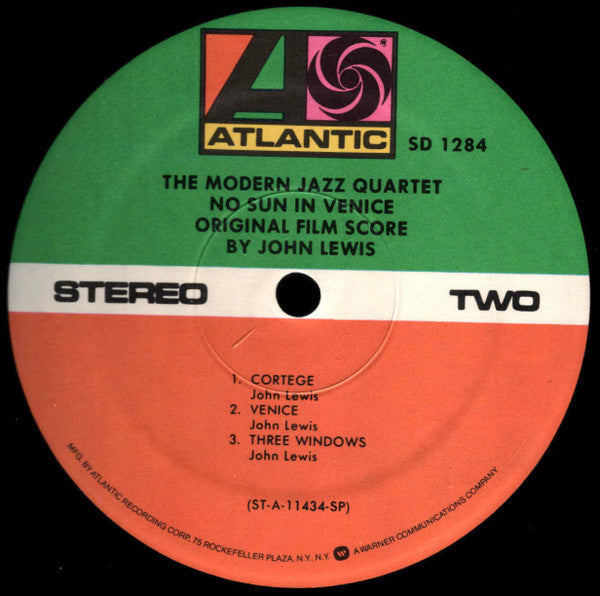 ATLANTIC ®
SD 1284
THE MODERN JAZZ QUARTET
NO SUN IN VENICE
ORIGINAL FILM SCORE
BY JOHN LEWIS
STEREO
TWO
1. CORTEGE
John Lewis
2. VENICE
John Lewis
3. THREE WINDOWS
John Lewis
(ST-A-11434-SP)
MFG. BY ATLANTIC RECORDING CORP. 75 ROCKEFELLER PLAZA, N.Y. N.Y. A WARNER COMMUNICATIONS COMPANY